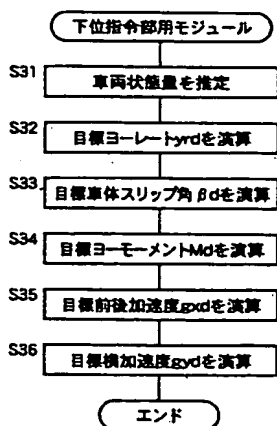 下位指令部用モジュール
S31
車両状態量を推定
S32
目標ヨーレートyrdを演算
S33
目標車体スリップ角βdを演算
S34
目標ヨーモーメントMdを演算
S35
目標前後加速度gxdを演算
S36
目標横加速度gydを演算
エンド